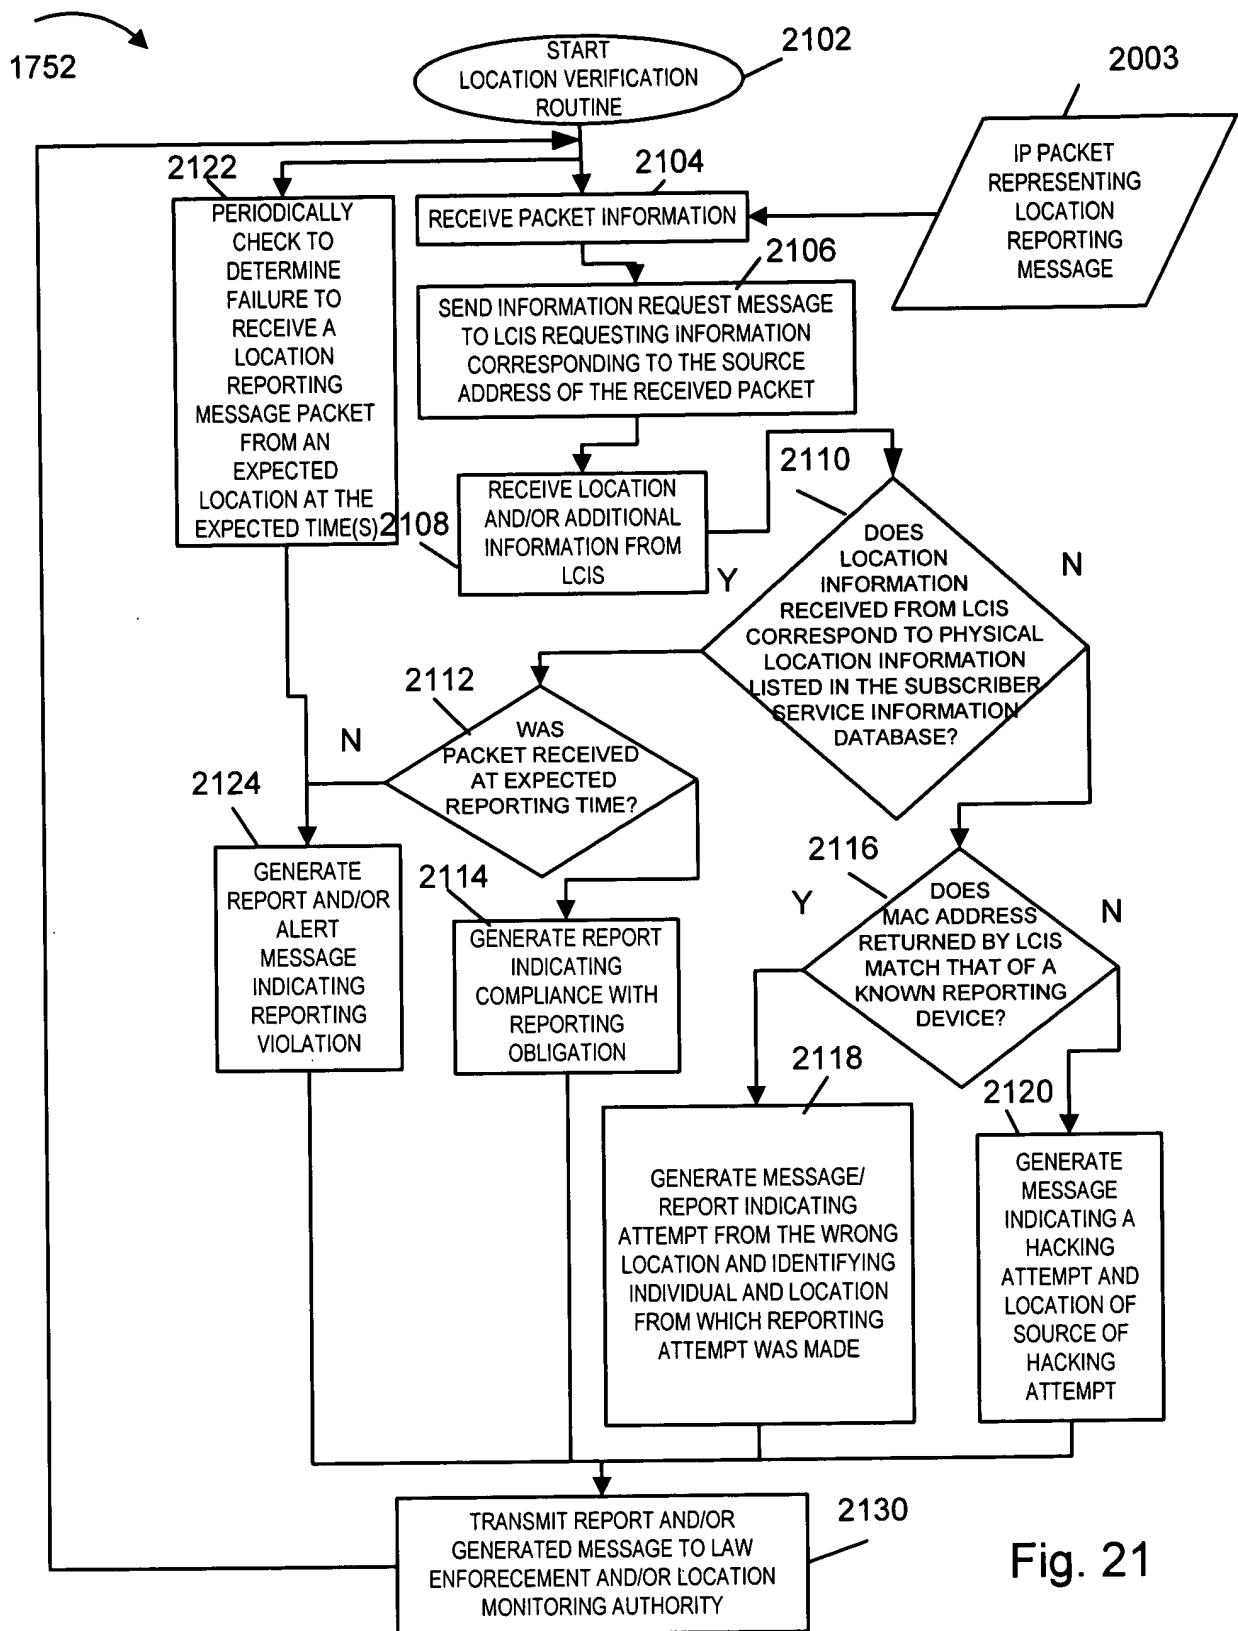 1752
START
LOCATION VERIFICATION
ROUTINE
2102
2003
IP PACKET
REPRESENTING
LOCATION
REPORTING
MESSAGE
2122
PERIODICALLY
CHECK TO
DETERMINE
FAILURE TO
RECEIVE A
LOCATION
REPORTING
MESSAGE PACKET
FROM AN
EXPECTED
LOCATION AT THE
EXPECTED TIME(S)
2104
RECEIVE PACKET INFORMATION
2106
SEND INFORMATION REQUEST MESSAGE
TO LCIS REQUESTING INFORMATION
CORRESPONDING TO THE SOURCE
ADDRESS OF THE RECEIVED PACKET
2108
RECEIVE LOCATION
AND/OR ADDITIONAL
INFORMATION FROM
LCIS
2110
Y
N
DOES
LOCATION
INFORMATION
RECEIVED FROM LCIS
CORRESPOND TO PHYSICAL
LOCATION INFORMATION
LISTED IN THE SUBSCRIBER
SERVICE INFORMATION
DATABASE?
2112
N
WAS
PACKET RECEIVED
AT EXPECTED
REPORTING TIME?
2124
GENERATE
REPORT AND/OR
ALERT
MESSAGE
INDICATING
REPORTING
VIOLATION
2114
GENERATE REPORT
INDICATING
COMPLIANCE WITH
REPORTING
OBLIGATION
2116
Y
N
DOES
MAC ADDRESS
RETURNED BY LCIS
MATCH THAT OF A
KNOWN REPORTING
DEVICE?
2118
GENERATE MESSAGE/
REPORT INDICATING
ATTEMPT FROM THE WRONG
LOCATION AND IDENTIFYING
INDIVIDUAL AND LOCATION
FROM WHICH REPORTING
ATTEMPT WAS MADE
2120
GENERATE
MESSAGE
INDICATING A
HACKING
ATTEMPT AND
LOCATION OF
SOURCE OF
HACKING
ATTEMPT
2130
TRANSMIT REPORT AND/OR
GENERATED MESSAGE TO LAW
ENFORECEMENT AND/OR LOCATION
MONITORING AUTHORITY
Fig. 21